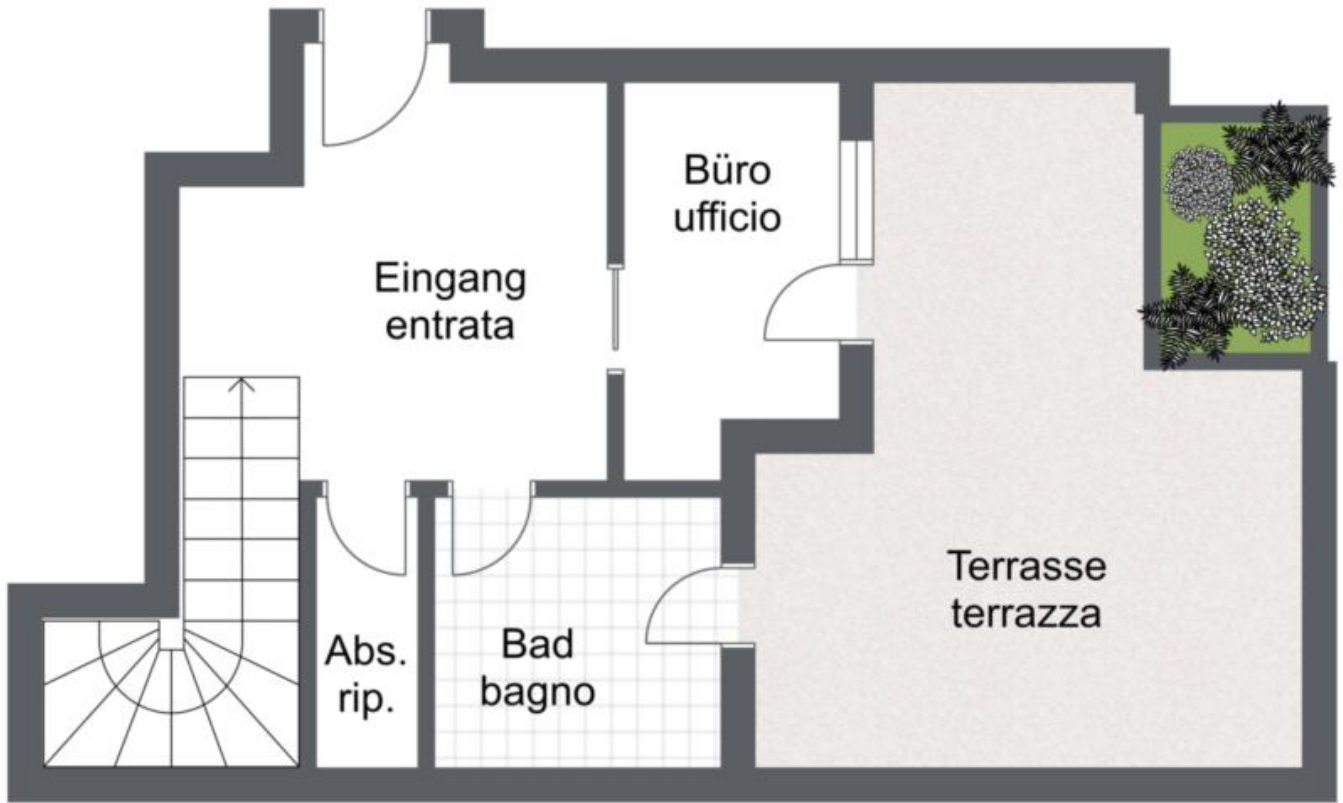 Büro
ufficio
Eingang
entrata
Terrasse
terrazza
Abs.
rip.
Bad
bagno